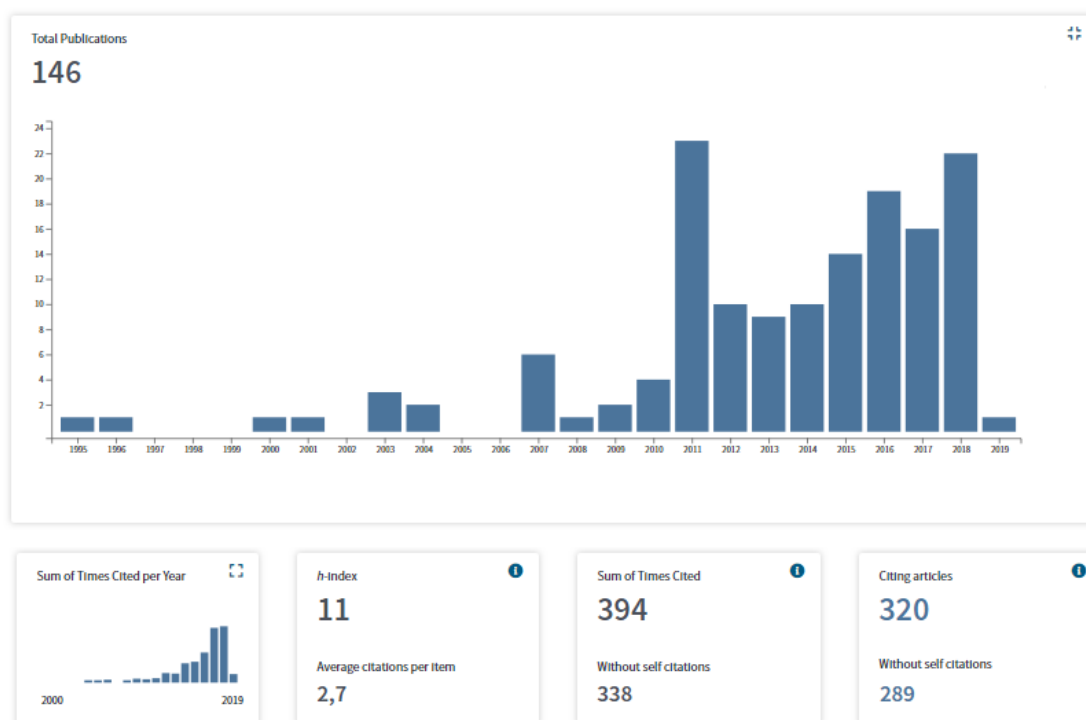 Total Publications
146
24
22
20
18
16
14
12
10
8
6
4
2
1995 1996 1997 1998 1999 2000 2001 2002 2003 2004 2005 2006 2007 2008 2009 2010 2011 2012 2013 2014 2015 2016 2017 2018 2019
Sum of Times Cited per Year
2000 2019
h-index
11
Average citations per item
2,7
Sum of Times Cited
394
Without self citations
338
Citing articles
320
Without self citations
289